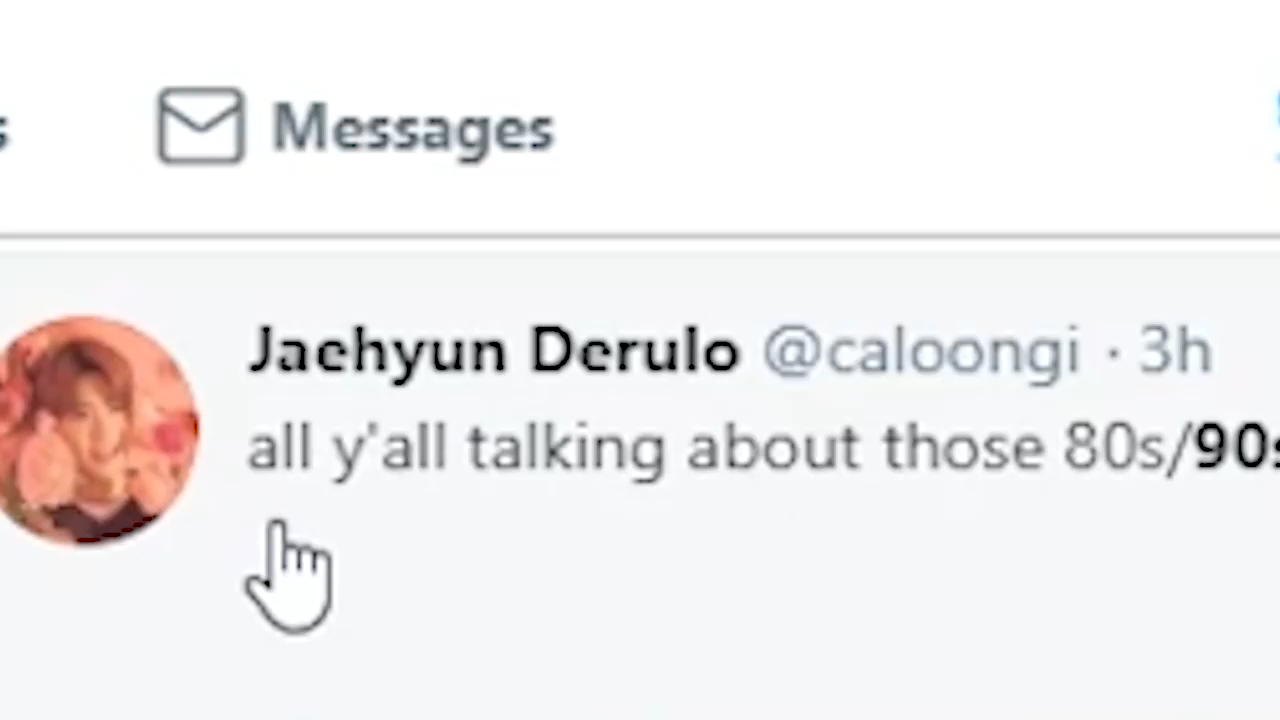 Messages
Jaehyun Derulo @caloongi · 3h
all y'all talking about those 80s/90s